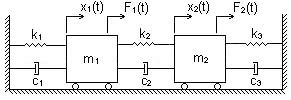 x₁(t) F₁(t) x₂(t) F₂(t)
k₁ k₂ k₃
m₁ m₂
c₁ c₂ c₃